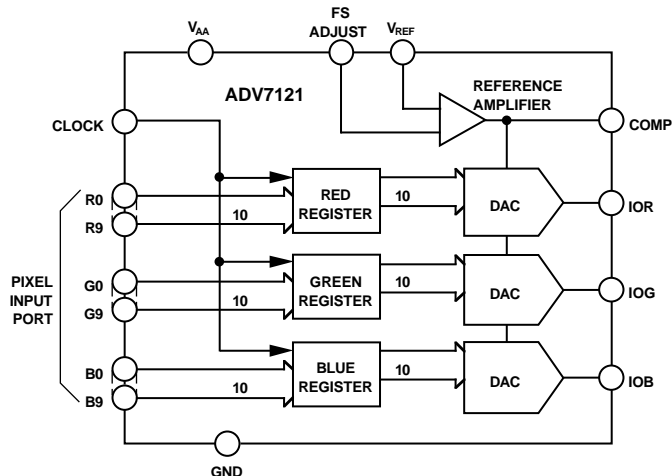 FS
ADJUST
VAA
VREF
ADV7121
REFERENCE
AMPLIFIER
CLOCK
COMP
R0
R9
10
RED
REGISTER
10
DAC
IOR
PIXEL
INPUT
PORT
G0
G9
10
GREEN
REGISTER
10
DAC
IOG
B0
B9
10
BLUE
REGISTER
10
DAC
IOB
GND